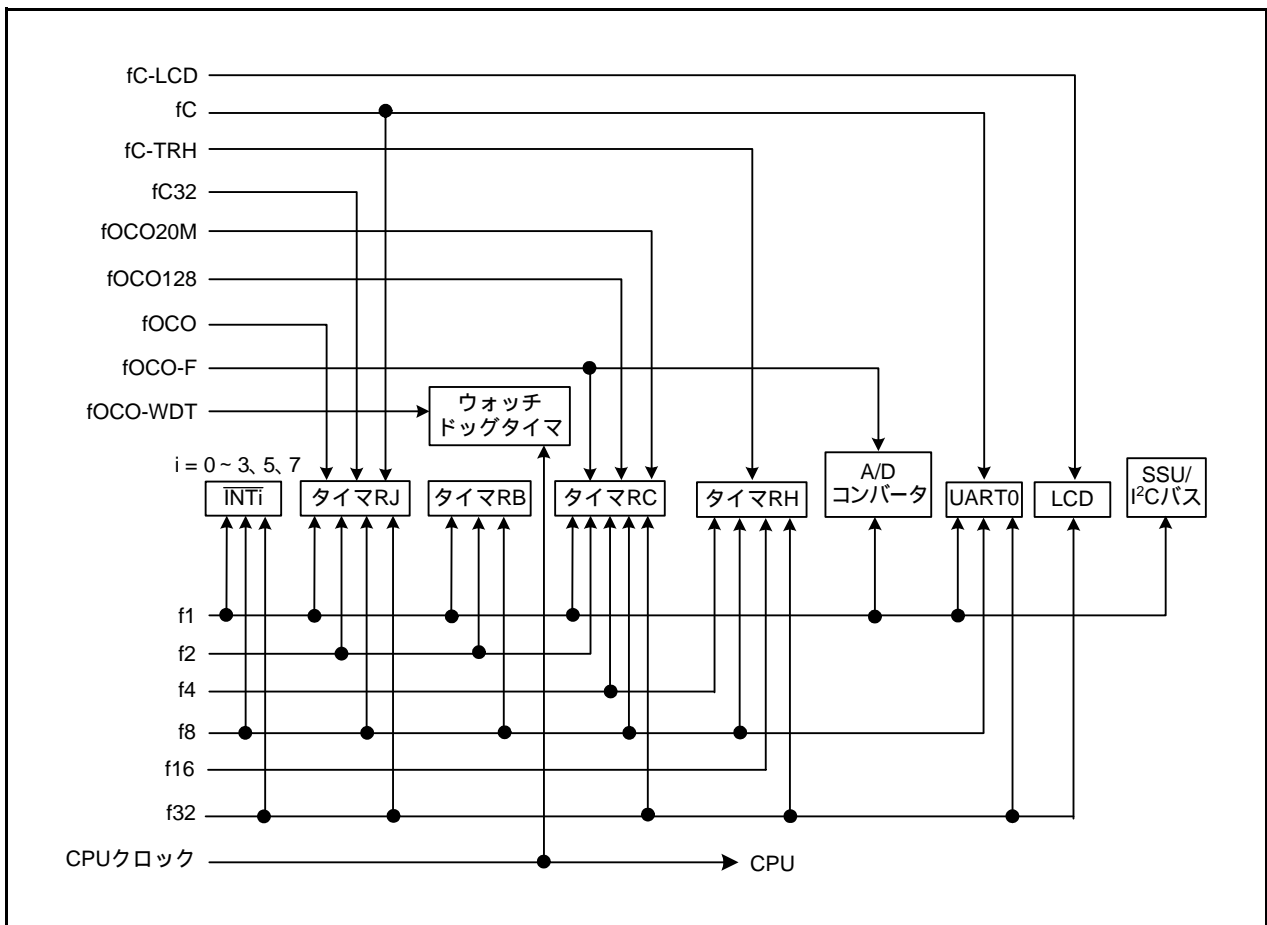 fC-LCD
fC
fC-TRH
fC32
fOCO20M
fOCO128
fOCO
fOCO-F
fOCO-WDT
ウォッチ
ドッグタイマ
i = 0 ~ 3、5、7
INTi
タイマRJ
タイマRB
タイマRC
タイマRH
A/D
コンバータ
UART0
LCD
SSU/
I²Cバス
f1
f2
f4
f8
f16
f32
CPUクロック
CPU